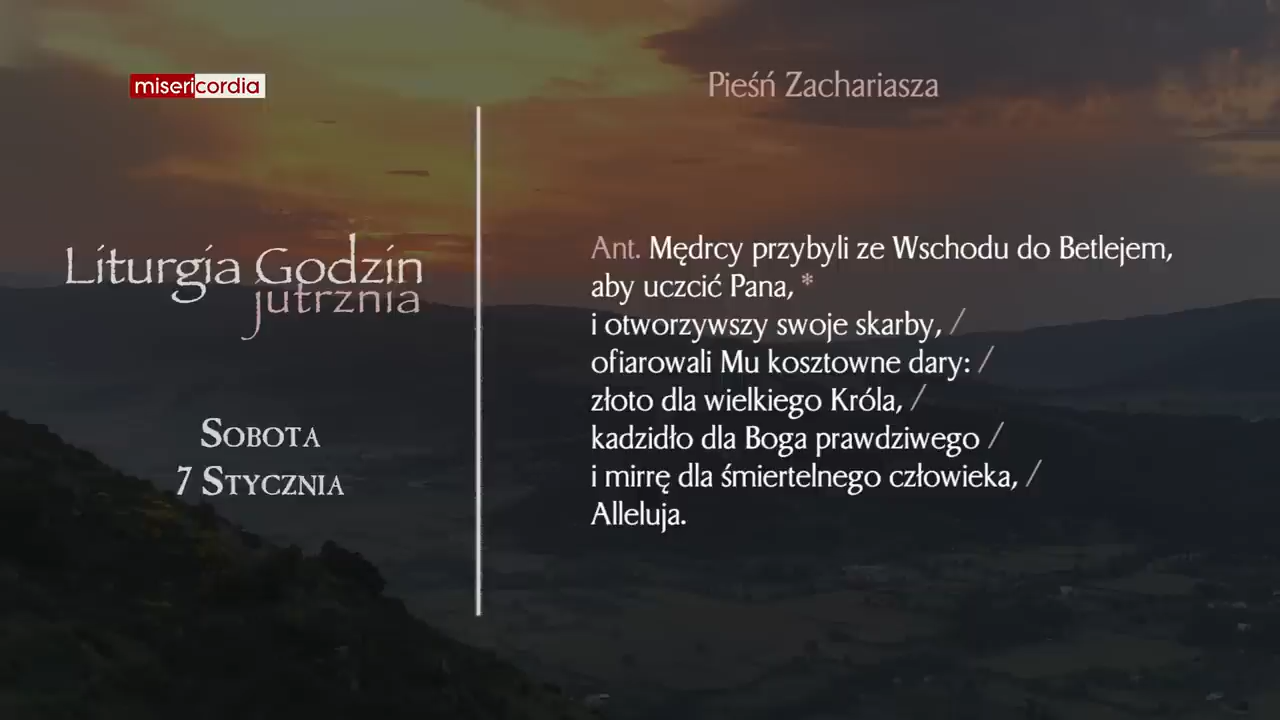 misericordia
Liturgia Godzin
jutrznia
Sobota
7 Stycznia
Pieśń Zachariasza
Ant. Mędrcy przybyli ze Wschodu do Betlejem,
aby uczcić Pana, *
i otworzywszy swoje skarby, /
ofiarowali Mu kosztowne dary: /
złoto dla wielkiego Króla, /
kadzidło dla Boga prawdziwego /
i mirrę dla śmiertelnego człowieka, /
Alleluja.